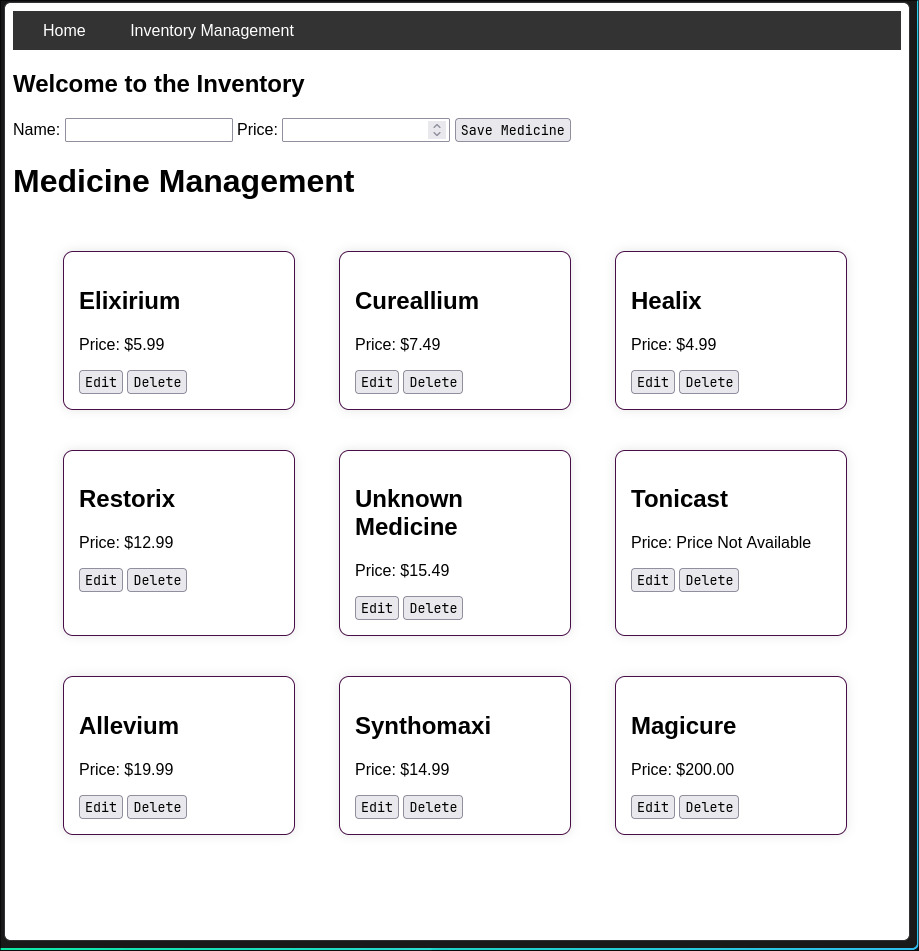 Home Inventory Management
Welcome to the Inventory
Name: Price: Save Medicine
Medicine Management
Elixirium
Price: $5.99
Edit Delete
Cureallium
Price: $7.49
Edit Delete
Healix
Price: $4.99
Edit Delete
Restorix
Price: $12.99
Edit Delete
Unknown
Medicine
Price: $15.49
Edit Delete
Tonicast
Price: Price Not Available
Edit Delete
Allevium
Price: $19.99
Edit Delete
Synthomaxi
Price: $14.99
Edit Delete
Magicure
Price: $200.00
Edit Delete